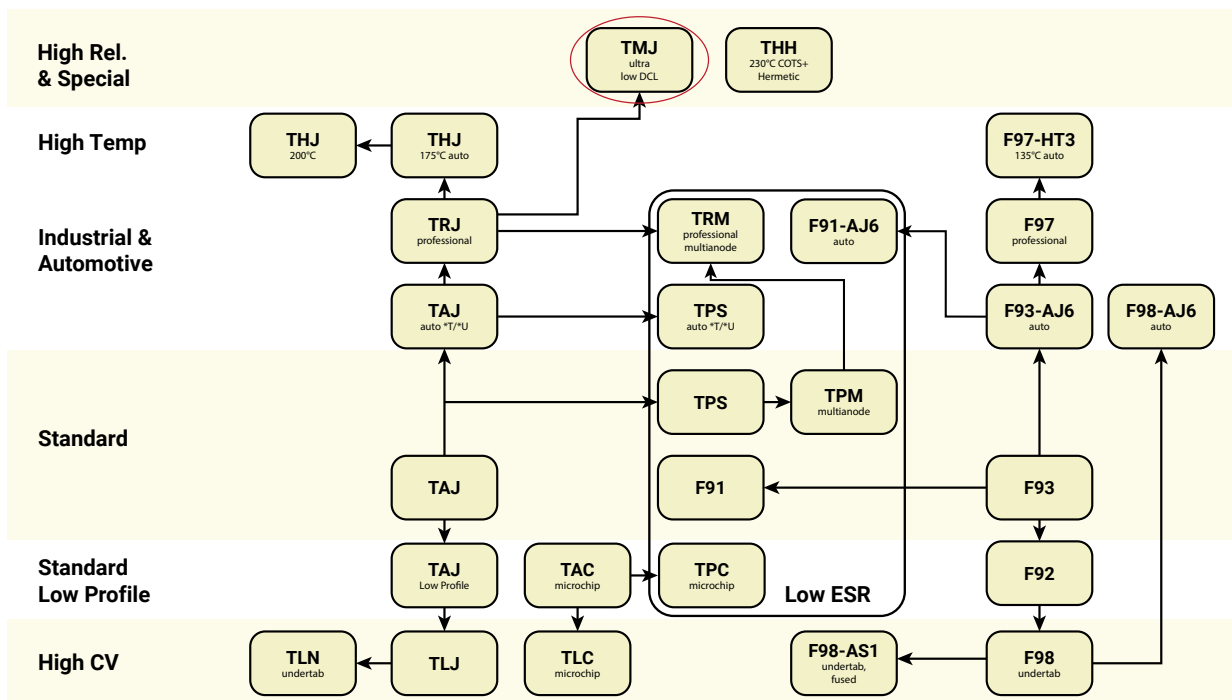 High Rel.
& Special
TMJ
ultra
low DCL
THH
230°C COTS+
Hermetic
High Temp
THJ
200°C
THJ
175°C auto
F97-HT3
135°C auto
Industrial &
Automotive
TRJ
professional
TRM
professional
multianode
F91-AJ6
auto
F97
professional
TAJ
auto *T/*U
TPS
auto *T/*U
F93-AJ6
auto
F98-AJ6
auto
Standard
TPS
TPM
multianode
TAJ
F91
F93
Standard
Low Profile
TAJ
Low Profile
TAC
microchip
TPC
microchip
Low ESR
F92
High CV
TLN
undertab
TLJ
TLC
microchip
F98-AS1
undertab,
fused
F98
undertab